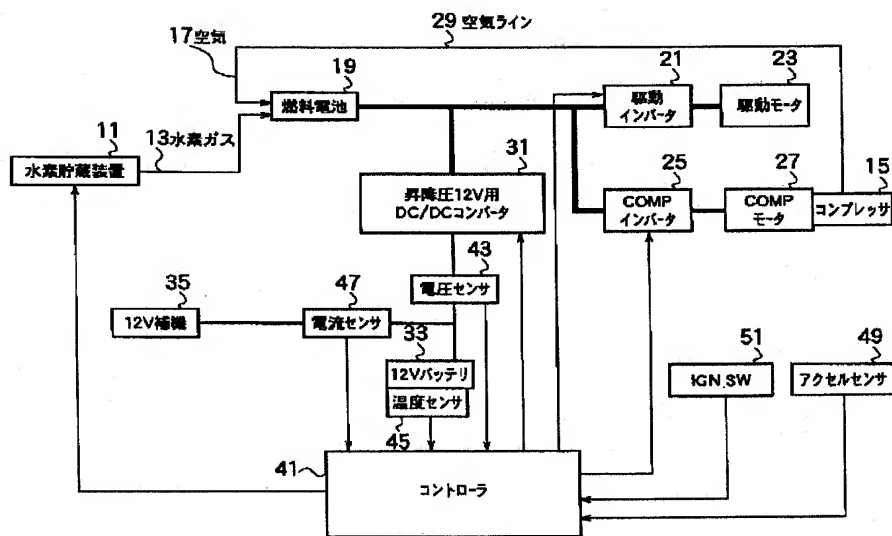 29 空気ライン
17空気
19
燃料電池
21
駆動
インバータ
23
駆動モータ
11
水素貯蔵装置
13水素ガス
31
昇降圧12V用
DC/DCコンバータ
25
COMP
インバータ
27
COMP
モータ
15
コンプレッサ
43
電圧センサ
35
12V補機
47
電流センサ
33
12Vバッテリ
温度センサ
45
51
IGN.SW
49
アクセルセンサ
41
コントローラ